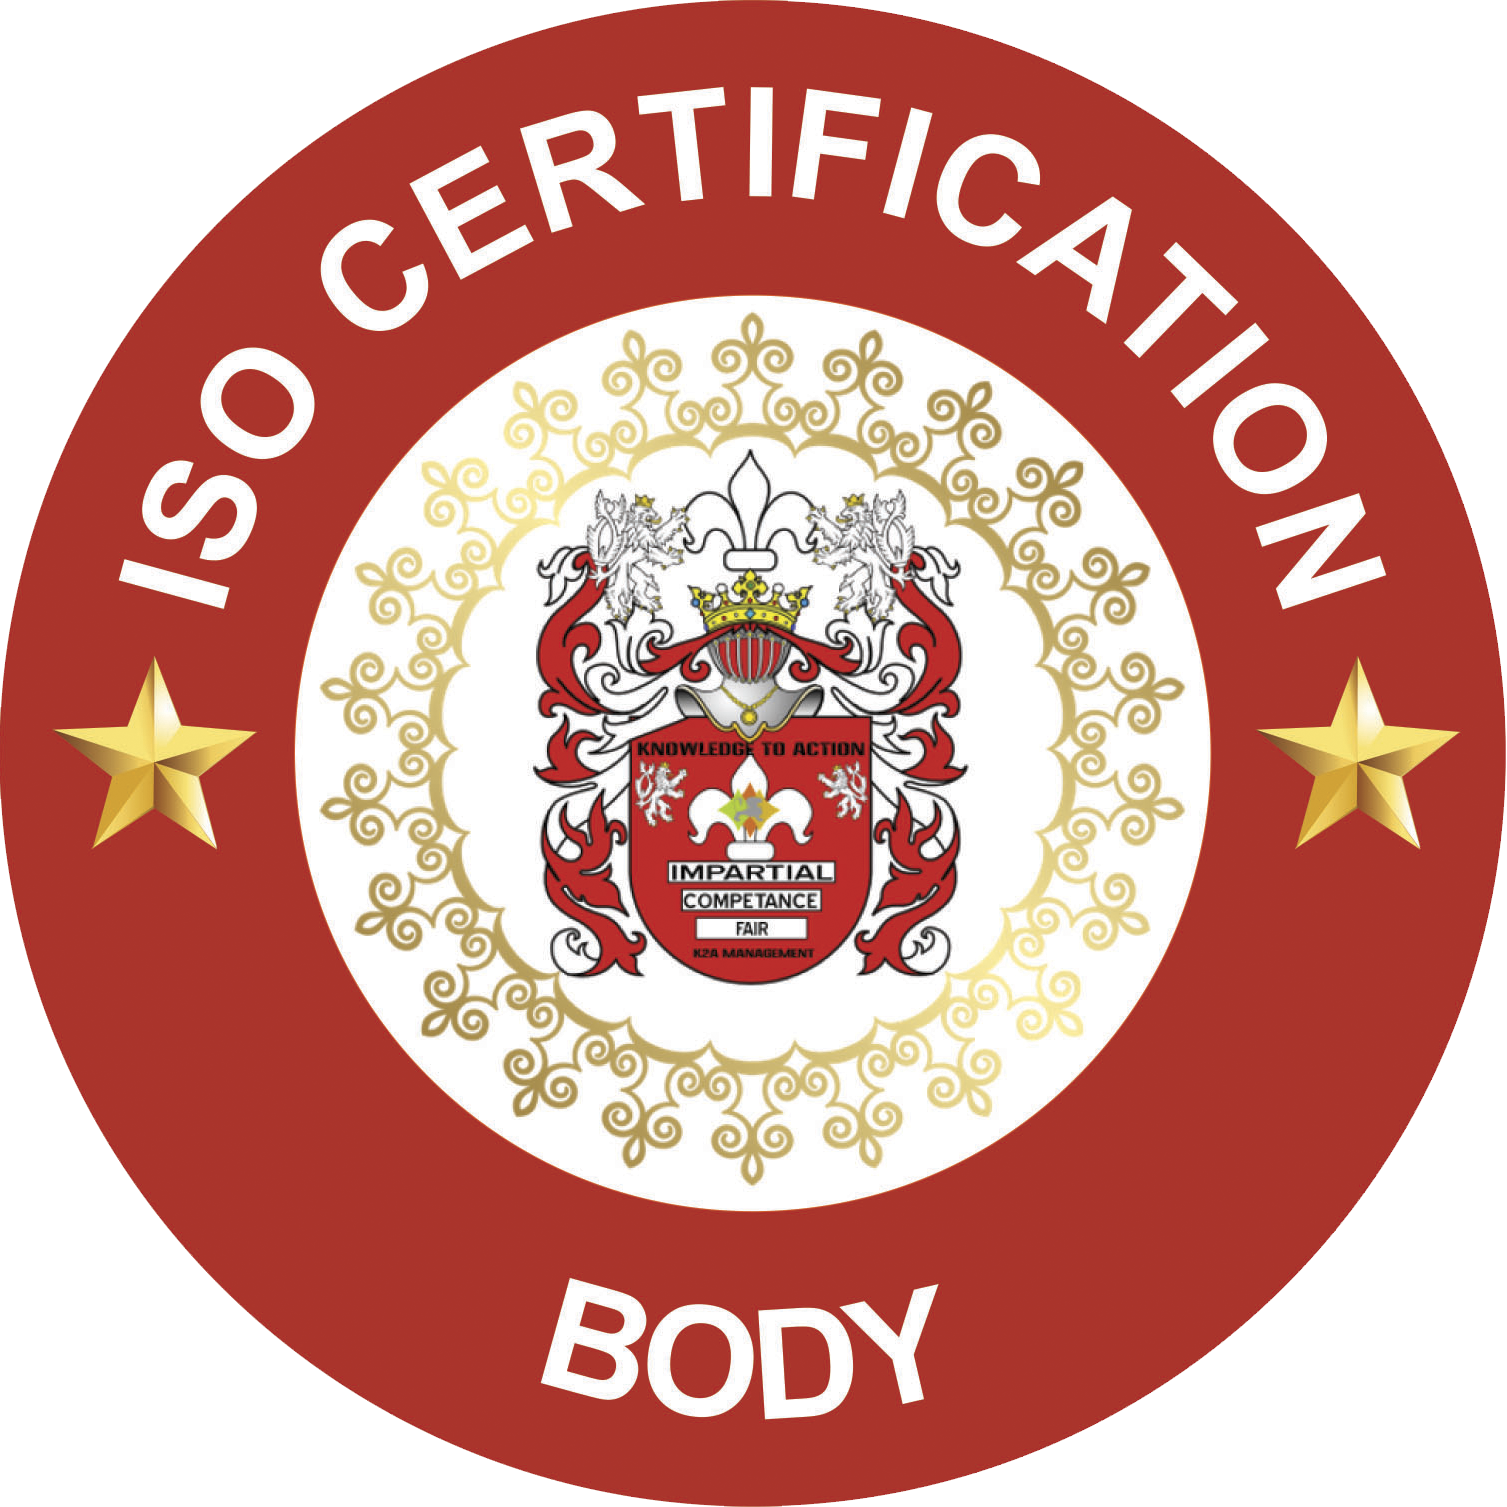 ISO CERTIFICATION
KNOWLEDGE TO ACTION
IMPARTIAL
COMPETANCE
FAIR
K2A MANAGEMENT
BODY